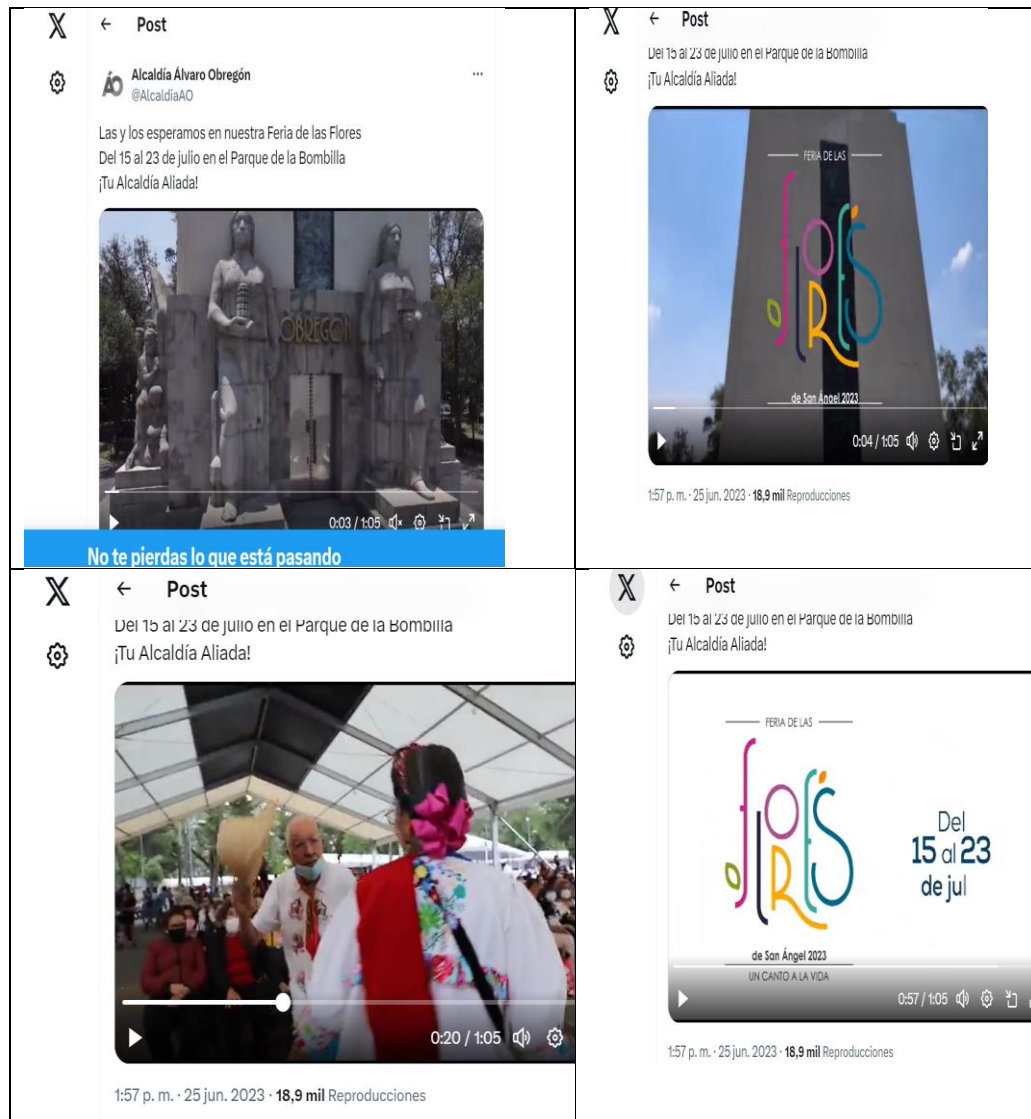 Post
Alcaldía Álvaro Obregón
@AlcaldiaAO
Las y los esperamos en nuestra Feria de las Flores
Del 15 al 23 de julio en el Parque de la Bombilla
¡Tu Alcaldía Aliada!
OBREGON
0:03 / 1:05
No te pierdas lo que está pasando
Post
Del 15 al 23 de julio en el Parque de la Bombilla
¡Tu Alcaldía Aliada!
FERIA DE LAS
flores
de San Ángel 2023
0:04 / 1:05
1:57 p. m. · 25 jun. 2023 · 18,9 mil Reproducciones
Post
Del 15 al 23 de julio en el Parque de la Bombilla
¡Tu Alcaldía Aliada!
0:20 / 1:05
1:57 p. m. · 25 jun. 2023 · 18,9 mil Reproducciones
Post
Del 15 al 23 de julio en el Parque de la Bombilla
¡Tu Alcaldía Aliada!
FERIA DE LAS
flores
de San Ángel 2023
UN CANTO A LA VIDA
Del
15 al 23
de jul
0:57 / 1:05
1:57 p. m. · 25 jun. 2023 · 18,9 mil Reproducciones